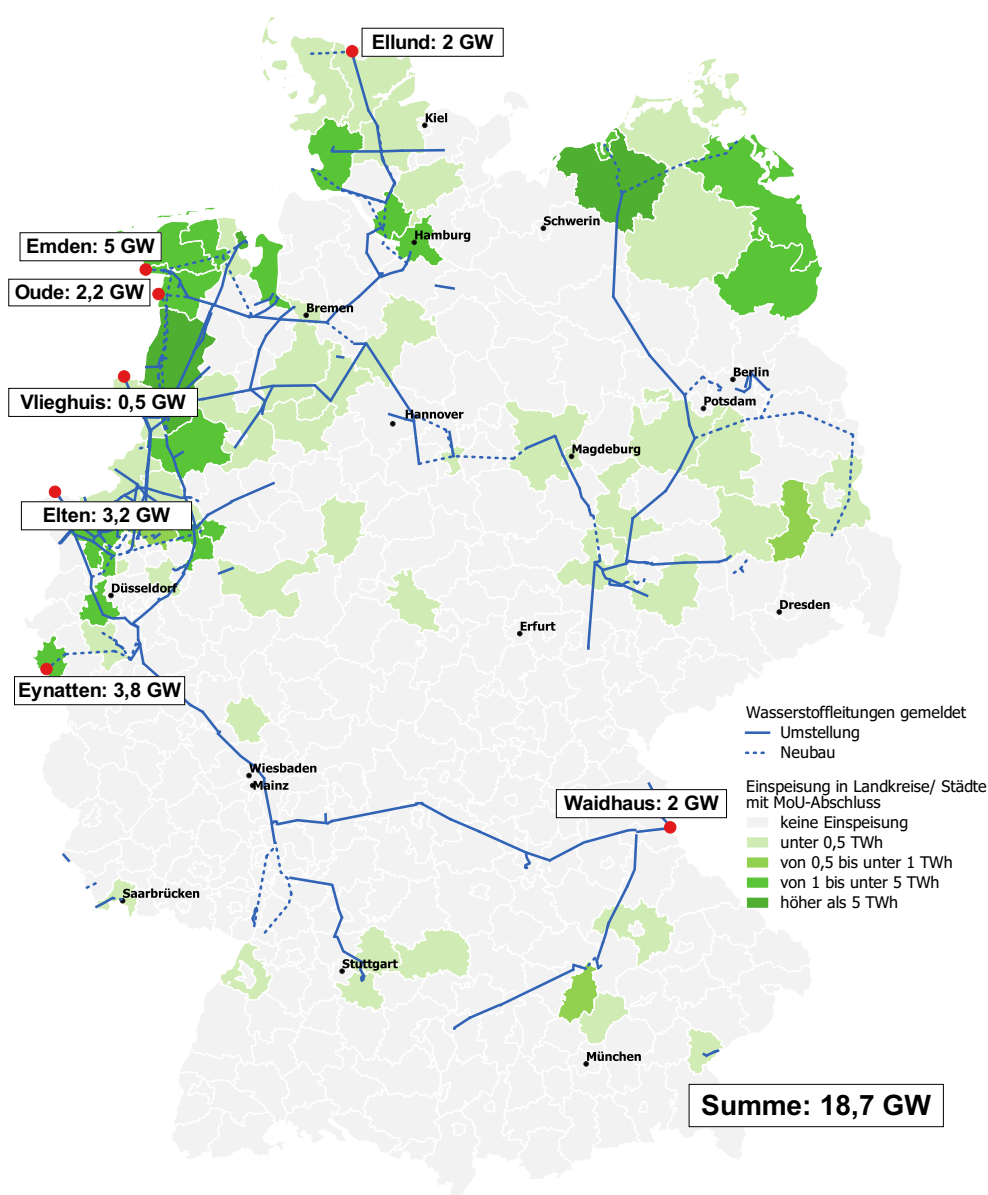 Ellund: 2 GW
Kiel
Schwerin
Hamburg
Emden: 5 GW
Oude: 2,2 GW
Bremen
Vlieghuis: 0,5 GW
Berlin
Potsdam
Hannover
Magdeburg
Elten: 3,2 GW
Düsseldorf
Dresden
Erfurt
Eynatten: 3,8 GW
Wasserstoffleitungen gemeldet
Umstellung
Neubau
Wiesbaden
Mainz
Einspeisung in Landkreise/ Städte
mit MoU-Abschluss
keine Einspeisung
unter 0,5 TWh
von 0,5 bis unter 1 TWh
von 1 bis unter 5 TWh
höher als 5 TWh
Waidhaus: 2 GW
Saarbrücken
Stuttgart
München
Summe: 18,7 GW